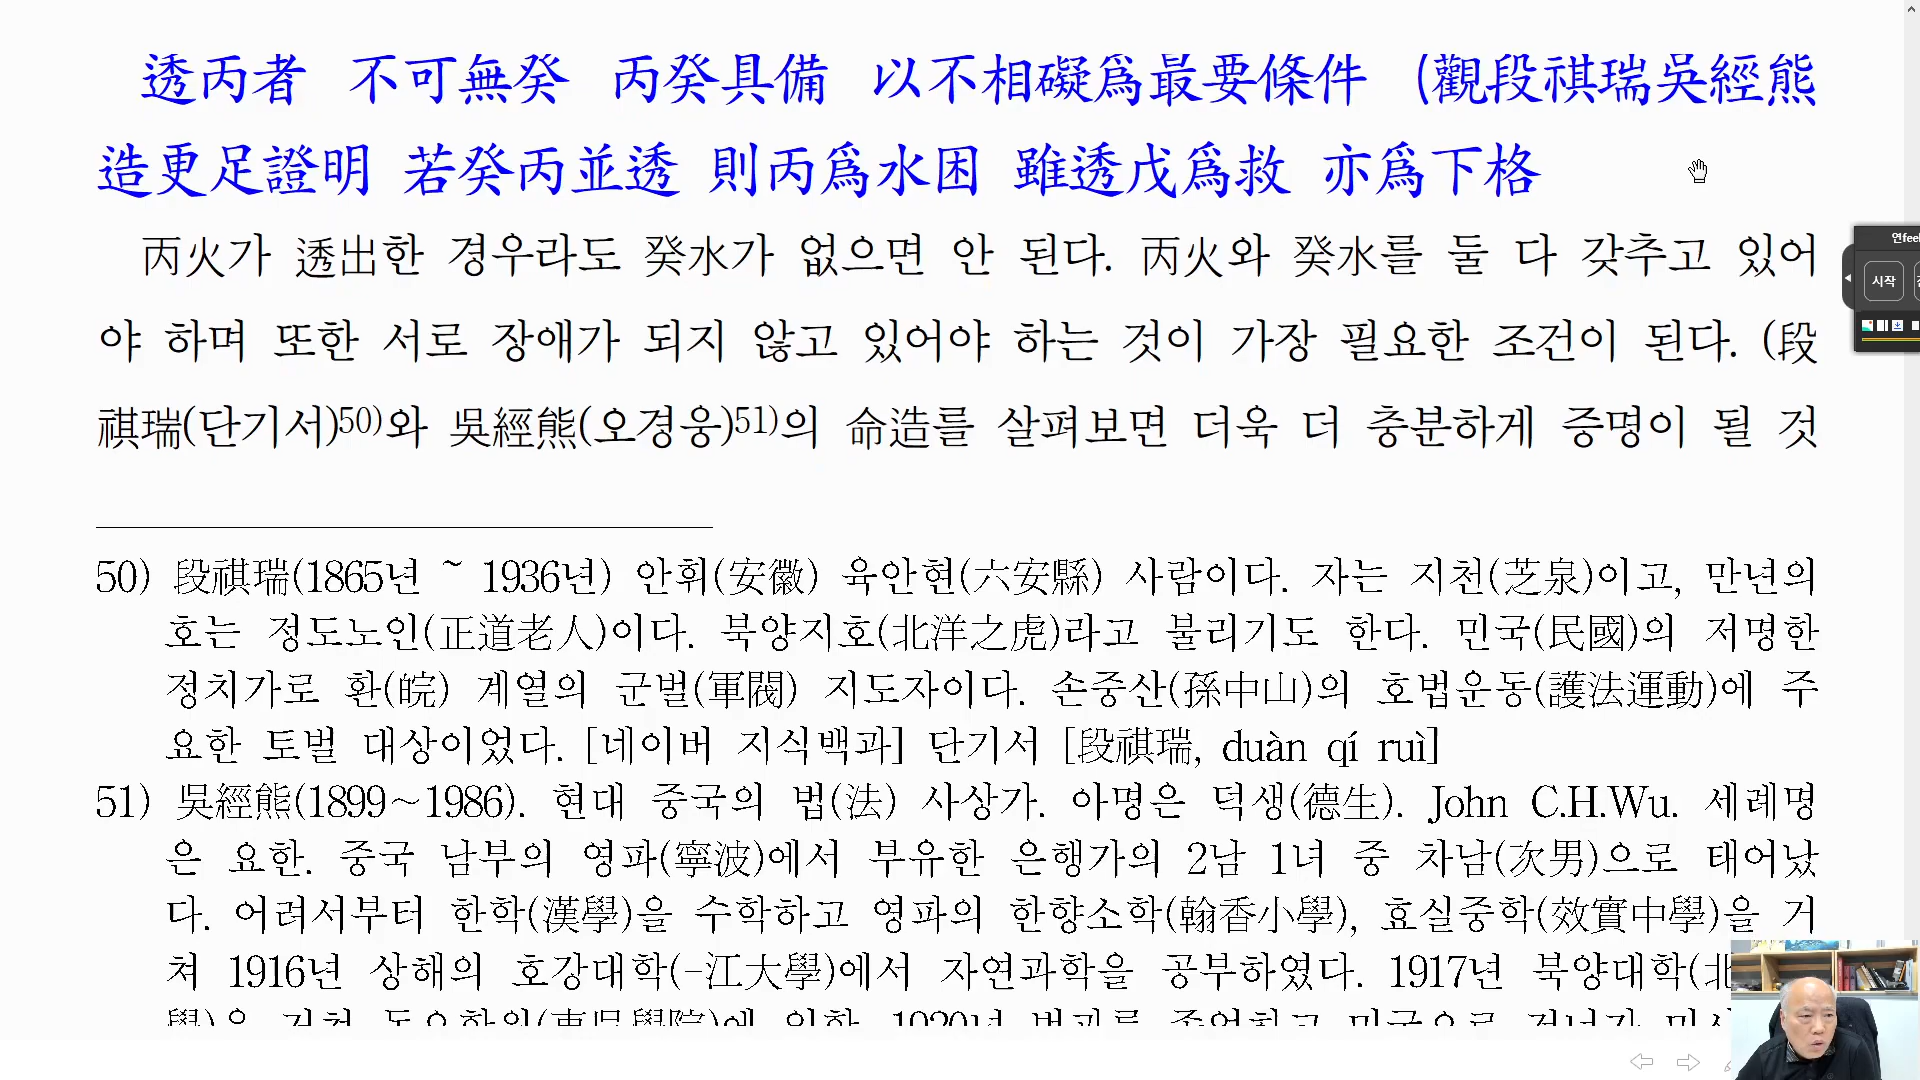 透丙者 不可無癸 丙癸具備 以不相礙爲最要條件 (觀段祺瑞吳經熊
造更足證明 若癸丙並透 則丙爲水困 雖透戊爲救 亦爲下格
丙火가 透出한 경우라도 癸水가 없으면 안 된다. 丙火와 癸水를 둘 다 갖추고 있어
야 하며 또한 서로 장애가 되지 않고 있어야 하는 것이 가장 필요한 조건이 된다. (段
祺瑞(단기서)50)와 吳經熊(오경웅)51)의 命造를 살펴보면 더욱 더 충분하게 증명이 될 것
50) 段祺瑞(1865년 ~ 1936년) 안휘(安徽) 육안현(六安縣) 사람이다. 자는 지천(芝泉)이고, 만년의
호는 정도노인(正道老人)이다. 북양지호(北洋之虎)라고 불리기도 한다. 민국(民國)의 저명한
정치가로 환(皖) 계열의 군벌(軍閥) 지도자이다. 손중산(孫中山)의 호법운동(護法運動)에 주
요한 토벌 대상이었다. [네이버 지식백과] 단기서 [段祺瑞, duàn qí ruì]
51) 吳經熊(1899~1986). 현대 중국의 법(法) 사상가. 아명은 덕생(德生). John C.H.Wu. 세례명
은 요한. 중국 남부의 영파(寧波)에서 부유한 은행가의 2남 1녀 중 차남(次男)으로 태어났
다. 어려서부터 한학(漢學)을 수학하고 영파의 한향소학(翰香小學), 효실중학(效實中學)을 거
쳐 1916년 상해의 호강대학(-江大學)에서 자연과학을 공부하였다. 1917년 북양대학(北
연feel
시작